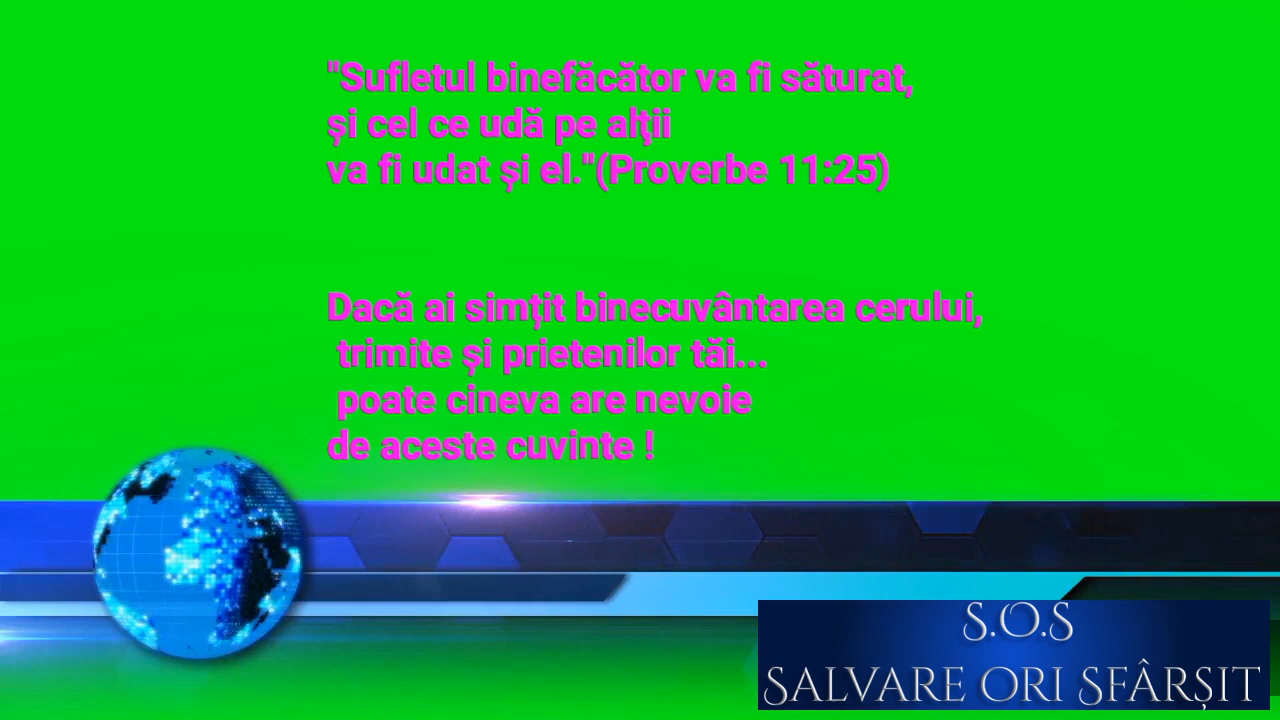 "Sufletul binefăcător va fi săturat,
și cel ce udă pe alţii
va fi udat și el."(Proverbe 11:25)
Dacă ai simțit binecuvântarea cerului,
trimite și prietenilor tăi...
poate cineva are nevoie
de aceste cuvinte !
S.O.S
SALVARE ORI SFÂRȘIT